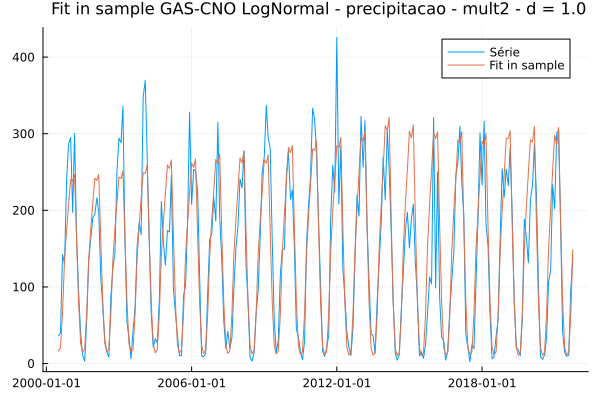 Fit in sample GAS-CNO LogNormal - precipitacao - mult2 - d = 1.0
Série
Fit in sample
400
300
200
100
0
2000-01-01 2006-01-01 2012-01-01 2018-01-01